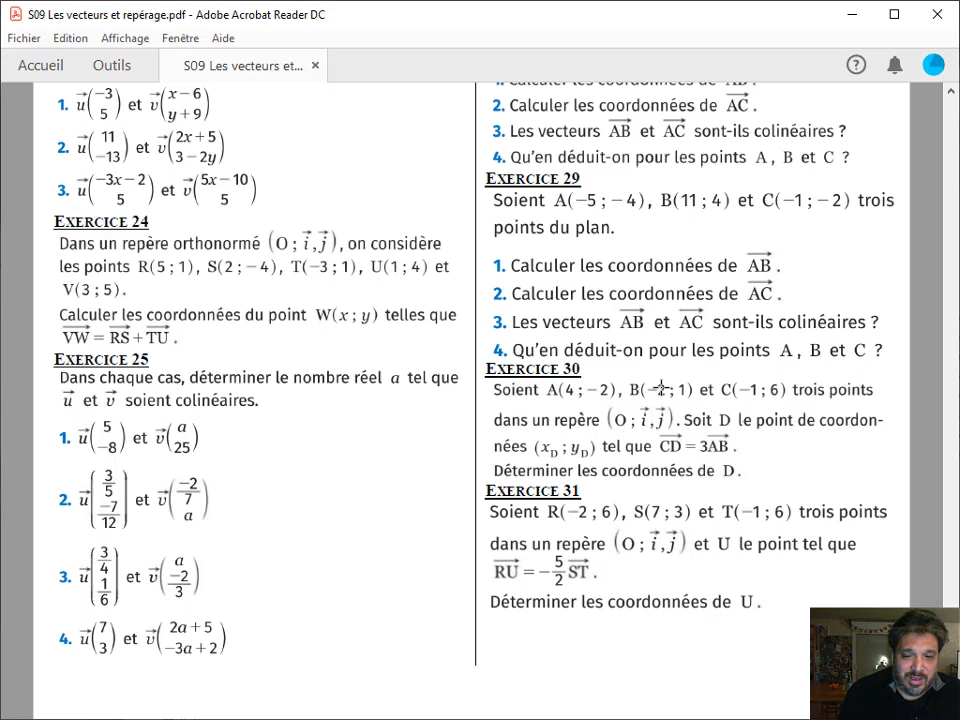 S09 Les vecteurs et repérage.pdf - Adobe Acrobat Reader DC
Fichier Edition Affichage Fenêtre Aide
Accueil Outils S09 Les vecteurs et... ×
1. u(−3 5) et v(x−6 y+9)
2. u(11 −13) et v(2x+5 3−2y)
3. u(−3x−2 5) et v(5x−10 5)
EXERCICE 24
Dans un repère orthonormé (O ; i, j), on considère
les points R(5 ; 1), S(2 ; −4), T(−3 ; 1), U(1 ; 4) et
V(3 ; 5).
Calculer les coordonnées du point W(x ; y) telles que
VW = RS + TU .
EXERCICE 25
Dans chaque cas, déterminer le nombre réel a tel que
u et v soient colinéaires.
1. u(5 −8) et v(a 25)
2. u(3/5 −7/12) et v(−2/7 a)
3. u(3/4 1/6) et v(a −2/3)
4. u(7 3) et v(2a+5 −3a+2)
1. Calculer les coordonnées de AB .
2. Calculer les coordonnées de AC .
3. Les vecteurs AB et AC sont-ils colinéaires ?
4. Qu'en déduit-on pour les points A , B et C ?
EXERCICE 29
Soient A(−5 ; −4), B(11 ; 4) et C(−1 ; −2) trois
points du plan.
1. Calculer les coordonnées de AB .
2. Calculer les coordonnées de AC .
3. Les vecteurs AB et AC sont-ils colinéaires ?
4. Qu'en déduit-on pour les points A , B et C ?
EXERCICE 30
Soient A(4 ; −2), B( ; 1) et C(−1 ; 6) trois points
dans un repère (O ; i, j). Soit D le point de coordon-
nées (xD ; yD) tel que CD = 3AB .
Déterminer les coordonnées de D .
EXERCICE 31
Soient R(−2 ; 6), S(7 ; 3) et T(−1 ; 6) trois points
dans un repère (O ; i, j) et U le point tel que
RU = −5/2 ST .
Déterminer les coordonnées de U .